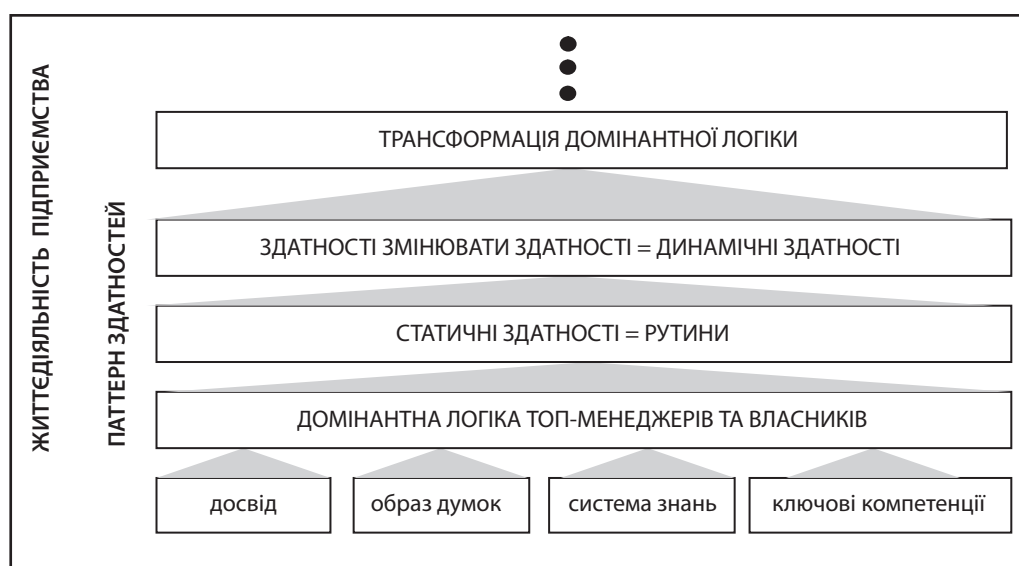 ЖИТТЄДІЯЛЬНІСТЬ ПІДПРИЄМСТВА
ПАТТЕРН ЗДАТНОСТЕЙ
ТРАНСФОРМАЦІЯ ДОМІНАНТНОЇ ЛОГІКИ
ЗДАТНОСТІ ЗМІНЮВАТИ ЗДАТНОСТІ = ДИНАМІЧНІ ЗДАТНОСТІ
СТАТИЧНІ ЗДАТНОСТІ = РУТИНИ
ДОМІНАНТНА ЛОГІКА ТОП-МЕНЕДЖЕРІВ ТА ВЛАСНИКІВ
досвід
образ думок
система знань
ключові компетенції